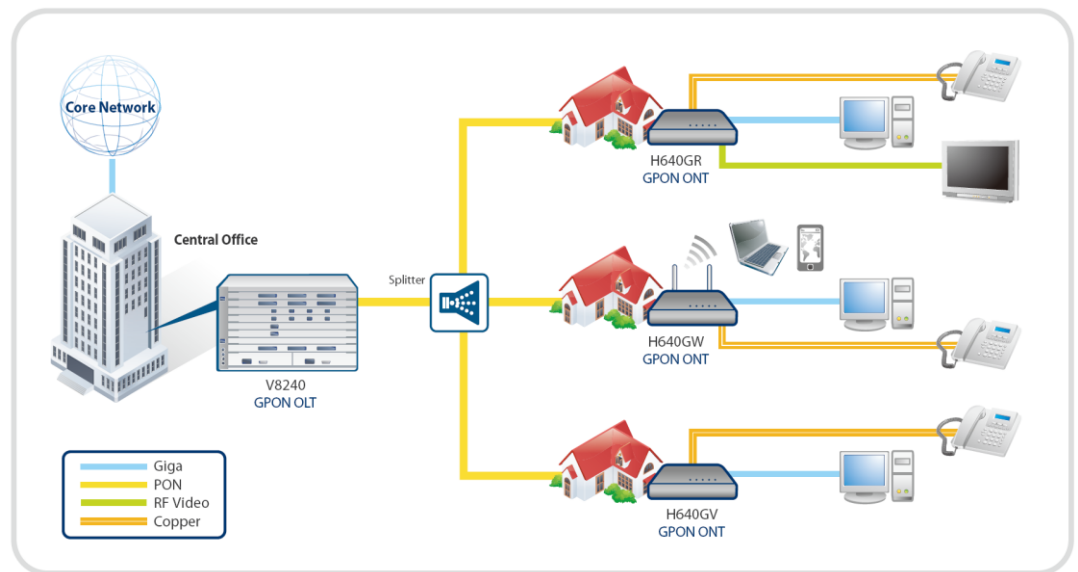 Core Network
Central Office
V8240
GPON OLT
Splitter
H640GR
GPON ONT
H640GW
GPON ONT
H640GV
GPON ONT
Giga
PON
RF Video
Copper